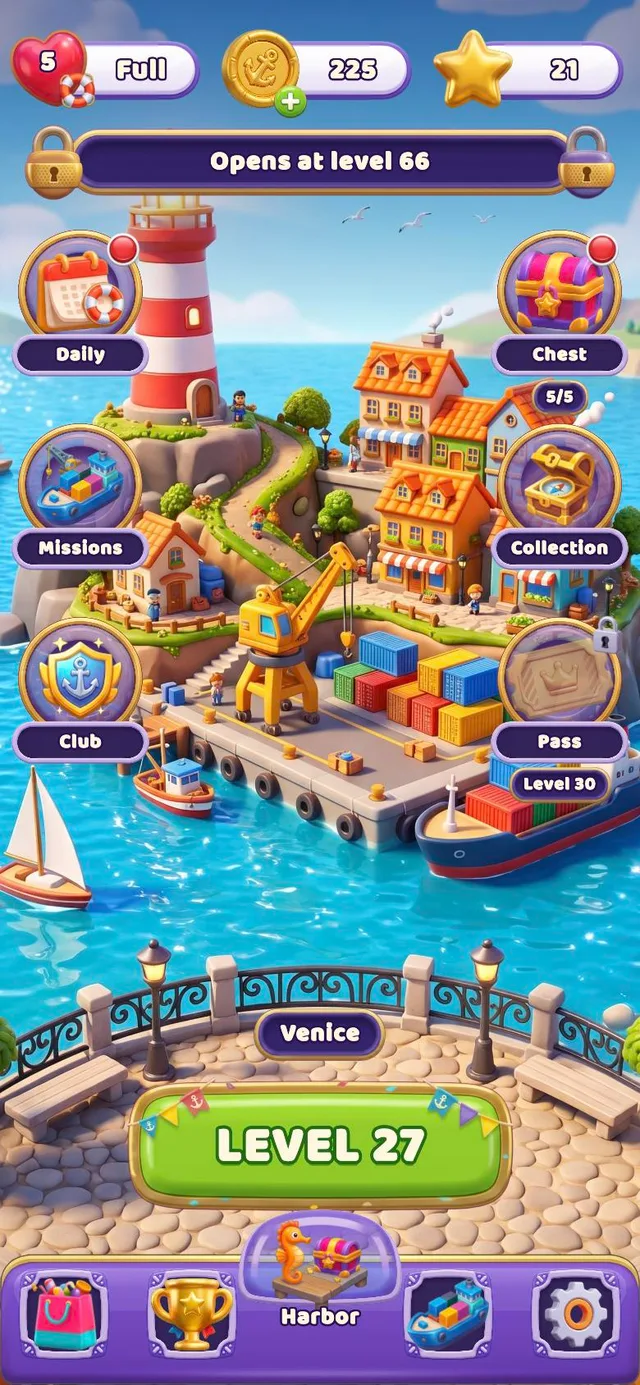 5
Full
225
21
Opens at level 66
Daily
Chest
5/5
Missions
Collection
Club
Pass
Level 30
Venice
LEVEL 27
Harbor